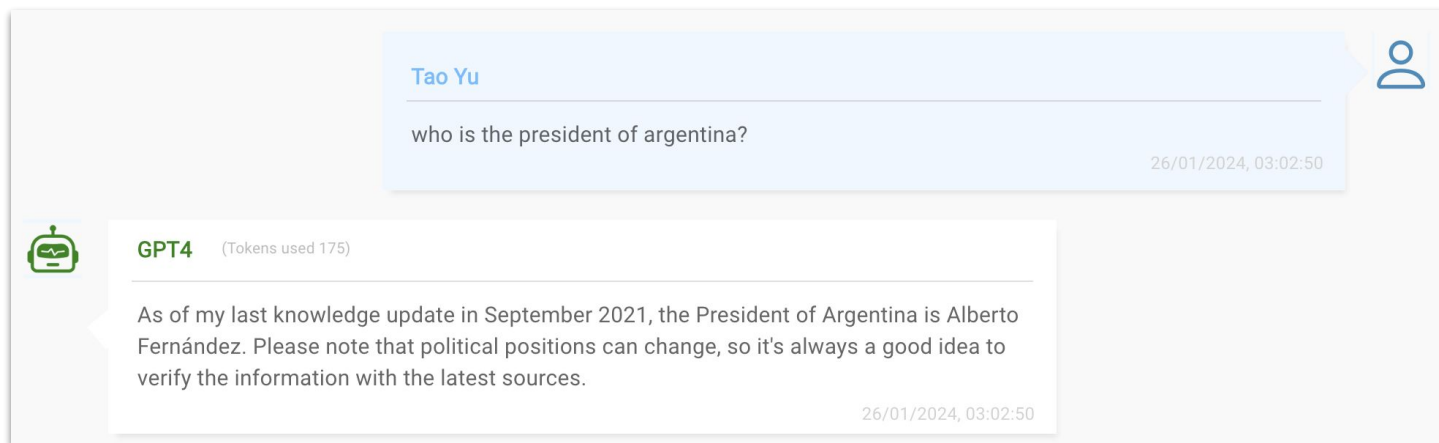 Tao Yu
who is the president of argentina?
26/01/2024, 03:02:50
GPT4 (Tokens used 175)
As of my last knowledge update in September 2021, the President of Argentina is Alberto
Fernández. Please note that political positions can change, so it's always a good idea to
verify the information with the latest sources.
26/01/2024, 03:02:50